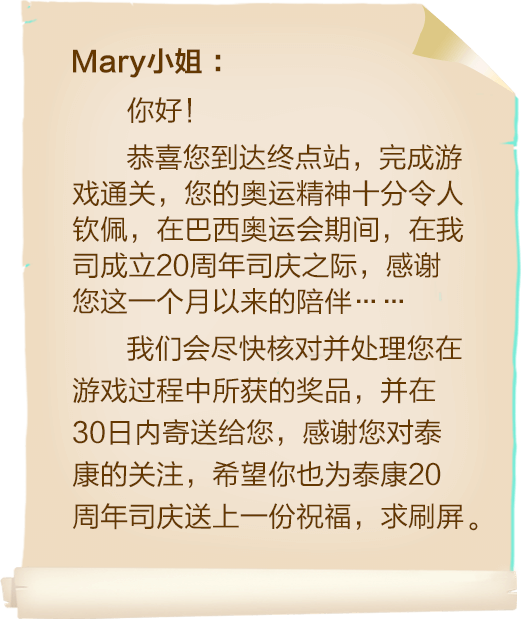 Mary小姐：
你好！
恭喜您到达终点站，完成游
戏通关，您的奥运精神十分令人
钦佩，在巴西奥运会期间，在我
司成立20周年司庆之际，感谢
您这一个月以来的陪伴……
我们会尽快核对并处理您在
游戏过程中所获的奖品，并在
30日内寄送给您，感谢您对泰
康的关注，希望你也为泰康20
周年司庆送上一份祝福，求刷屏。